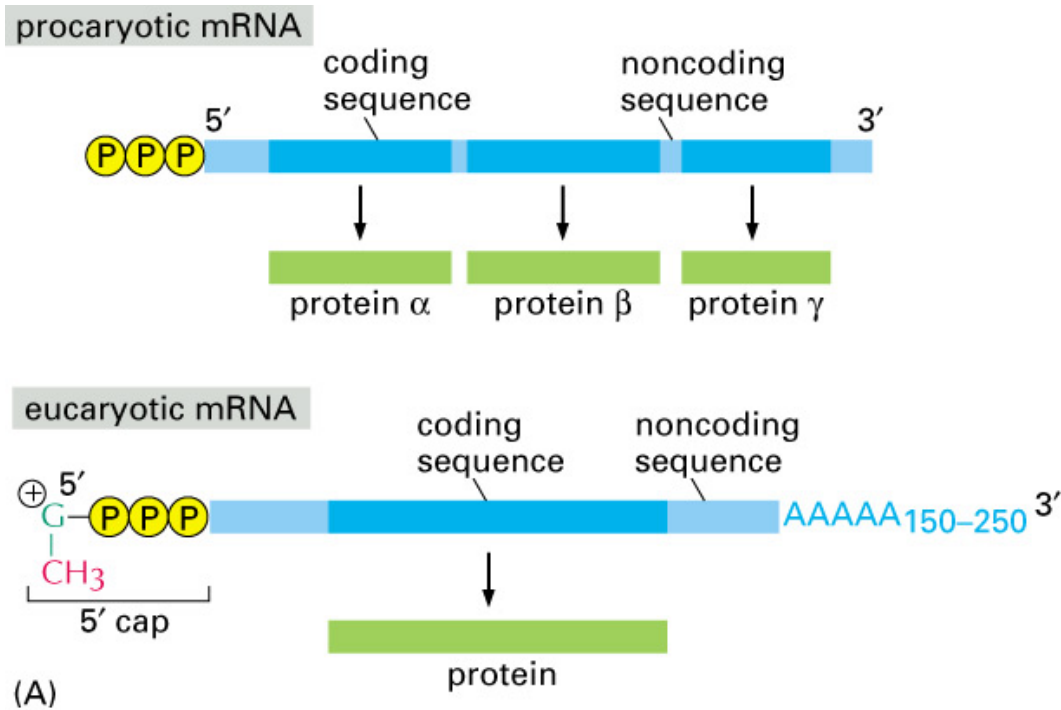 procaryotic mRNA
coding
sequence
noncoding
sequence
5′
3′
P P P
protein α
protein β
protein γ
eucaryotic mRNA
coding
sequence
noncoding
sequence
+
5′
G
P P P
AAAAA150–250
3′
CH3
5′ cap
protein
(A)